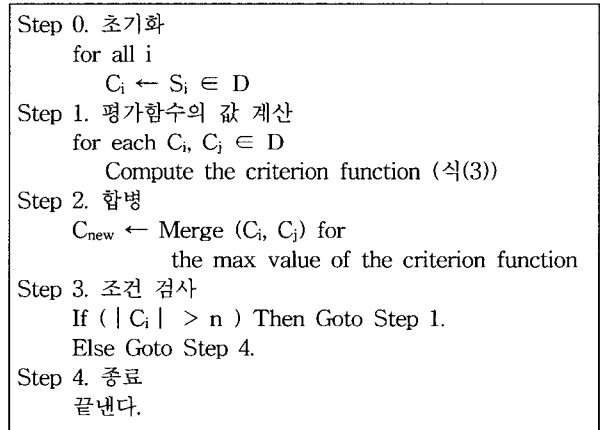 Step 0. 초기화
for all i
Ci ← Si ∈ D
Step 1. 평가함수의 값 계산
for each Ci, Cj ∈ D
Compute the criterion function (식(3))
Step 2. 합병
Cnew ← Merge (Ci, Cj) for
the max value of the criterion function
Step 3. 조건 검사
If ( | Ci | > n ) Then Goto Step 1.
Else Goto Step 4.
Step 4. 종료
끝낸다.